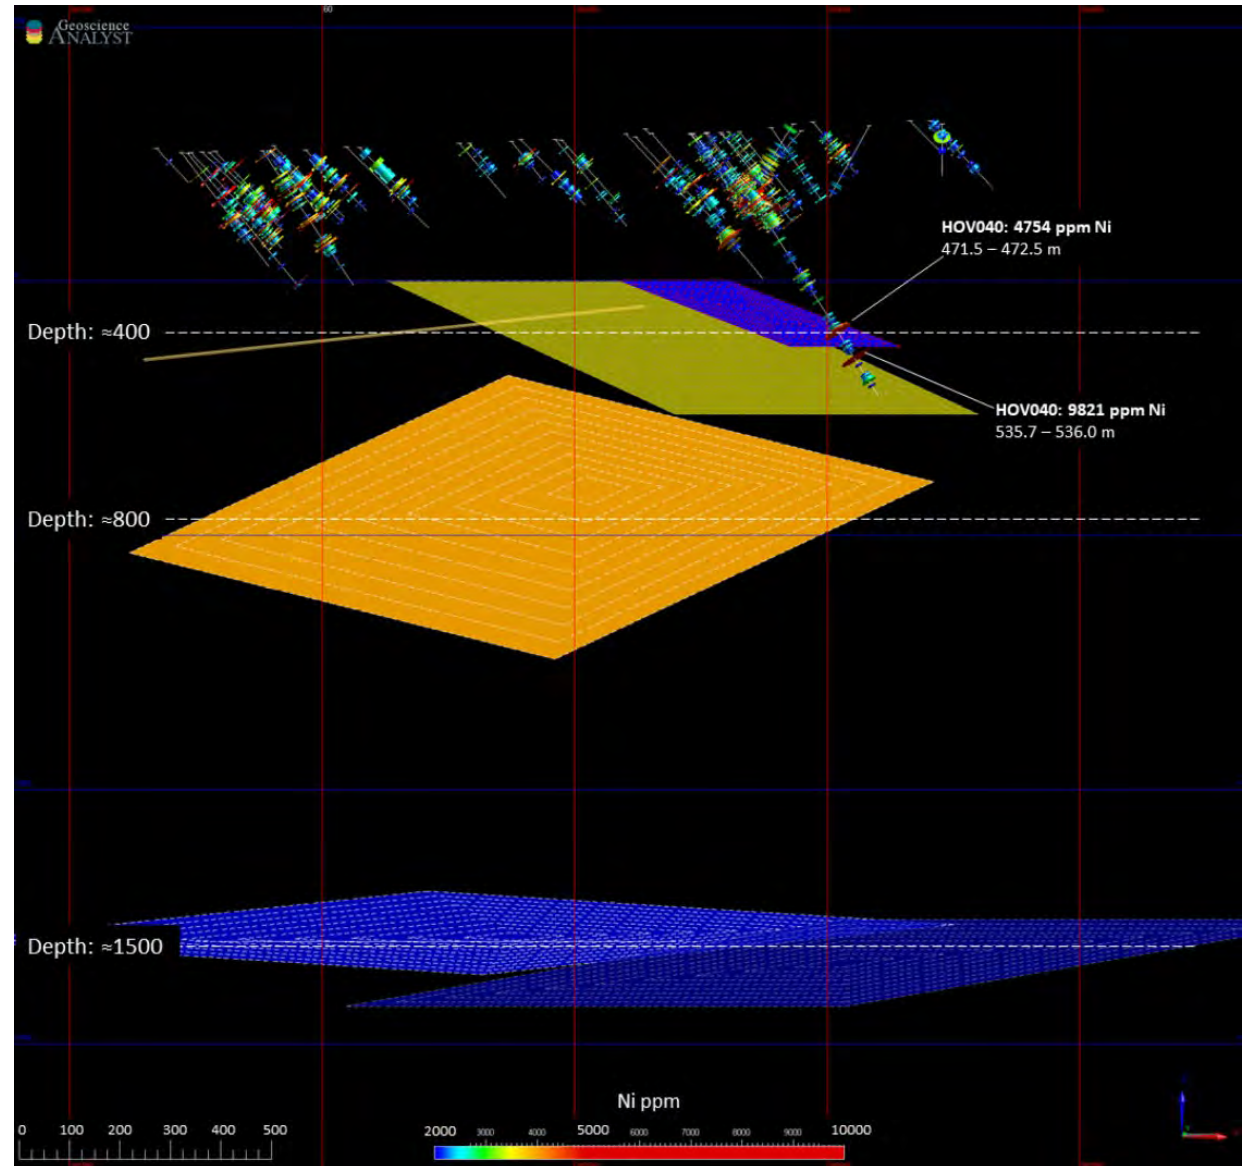 Geoscience
ANALYST
60
HOV040: 4754 ppm Ni
471.5 – 472.5 m
Depth: ≈400
HOV040: 9821 ppm Ni
535.7 – 536.0 m
Depth: ≈800
Depth: ≈1500
Ni ppm
0 100 200 300 400 500
2000 3000 4000 5000 6000 7000 8000 9000 10000